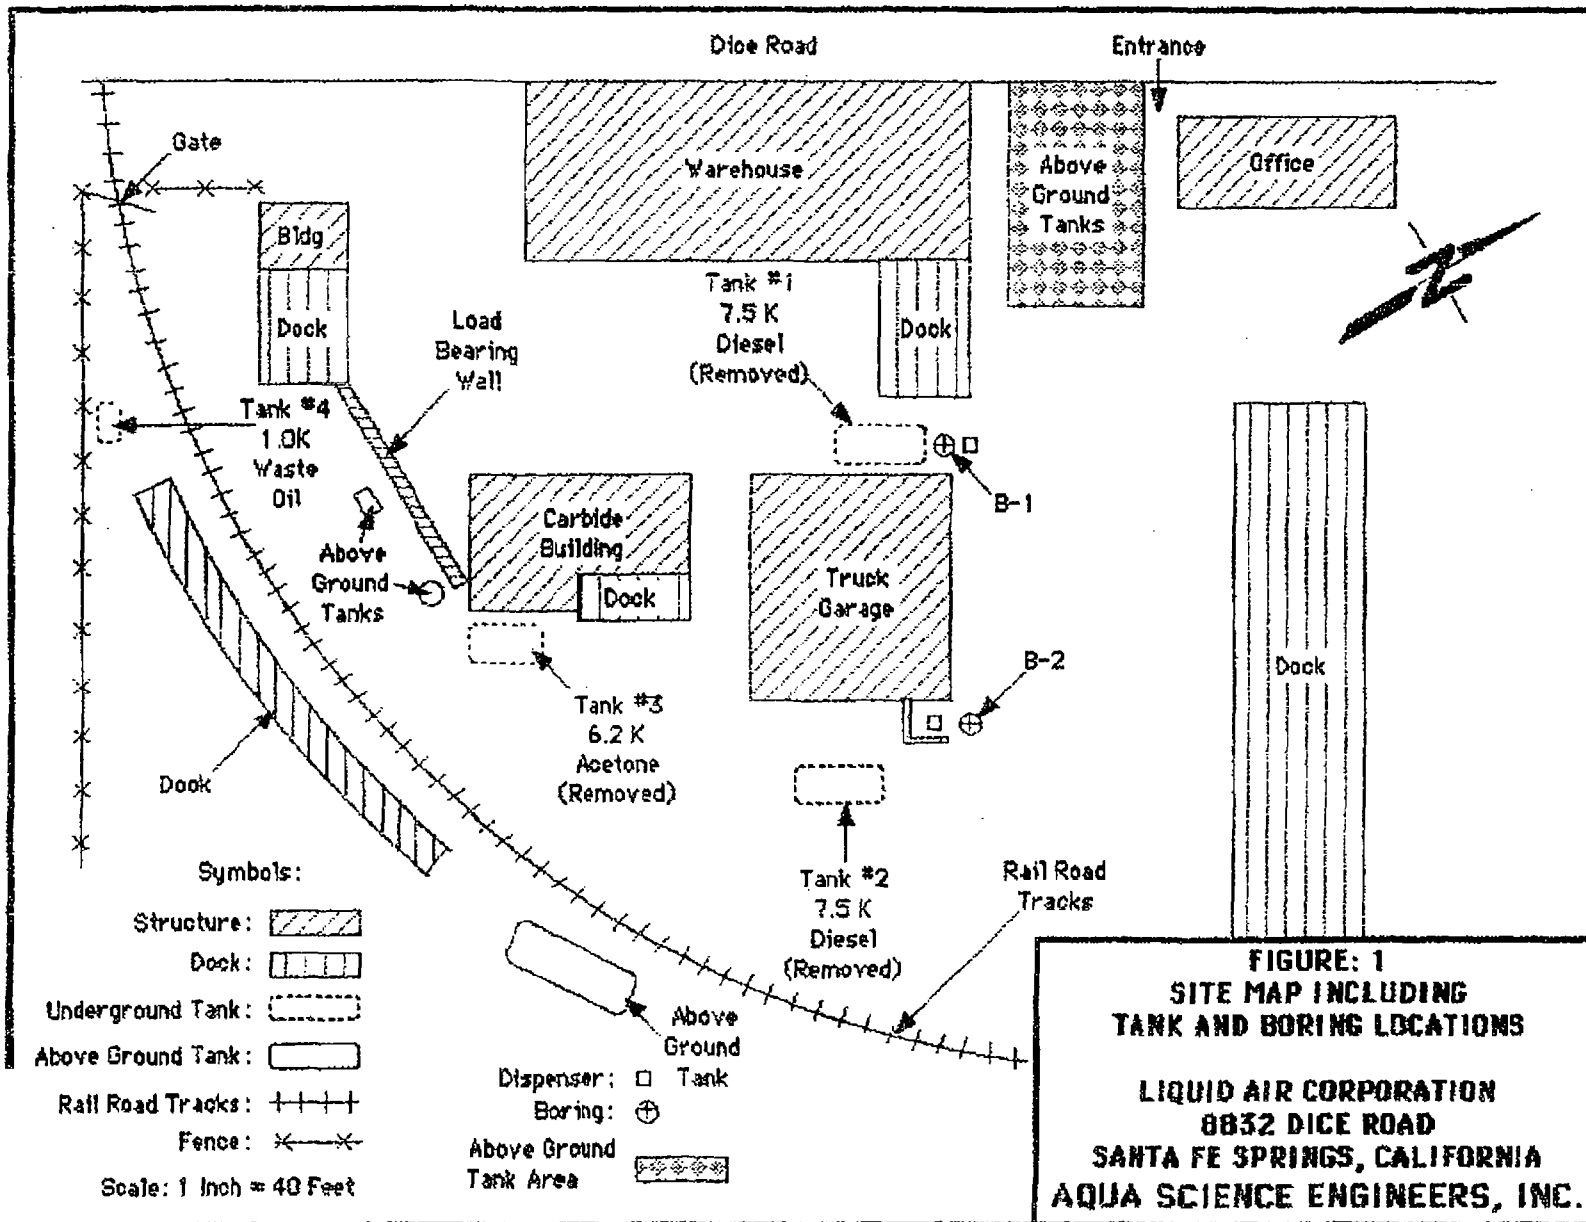 Dice Road
Entrance
Gate
Warehouse
Above
Ground
Tanks
Office
Bldg
Dock
Load
Bearing
Wall
Tank #1
7.5 K
Diesel
(Removed)
Dock
Z
Tank #4
1.0K
Waste
Oil
B-1
Carbide
Building
Dock
Above
Ground
Tanks
Truck
Garage
B-2
Dock
Tank #3
6.2 K
Acetone
(Removed)
Dock
Tank #2
7.5 K
Diesel
(Removed)
Rail Road
Tracks
Above
Ground
Tank
Symbols:
Structure:
Dock:
Underground Tank:
Above Ground Tank:
Rail Road Tracks:
Fence:
Scale: 1 Inch = 40 Feet
Dispenser:
Boring:
Above Ground
Tank Area
FIGURE: 1
SITE MAP INCLUDING
TANK AND BORING LOCATIONS
LIQUID AIR CORPORATION
8832 DICE ROAD
SANTA FE SPRINGS, CALIFORNIA
AQUA SCIENCE ENGINEERS, INC.